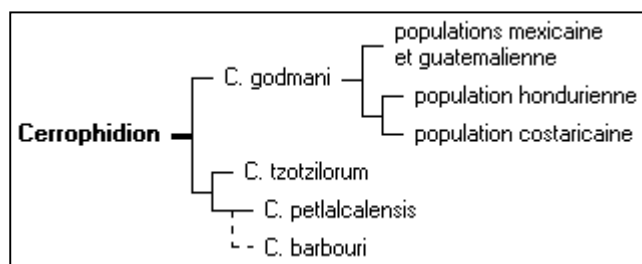 populations mexicaine
et guatemalienne
C. godmani
population hondurienne
Cerrophidion
population costaricaine
C. tzotzilorum
C. petlalcalensis
C. barbouri